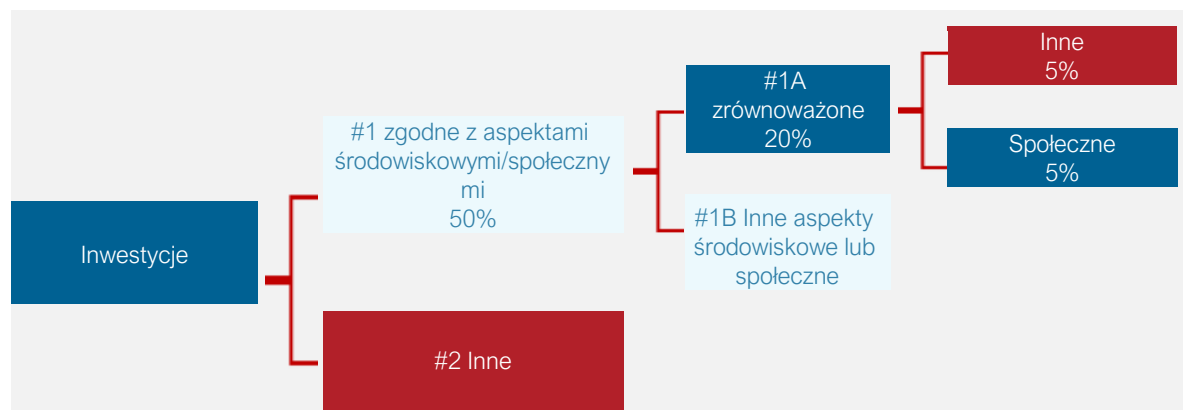 Inwestycje
#1 zgodne z aspektami
środowiskowymi/społeczny
mi
50%
#2 Inne
#1A
zrównoważone
20%
#1B Inne aspekty
środowiskowe lub
społeczne
Inne
5%
Społeczne
5%